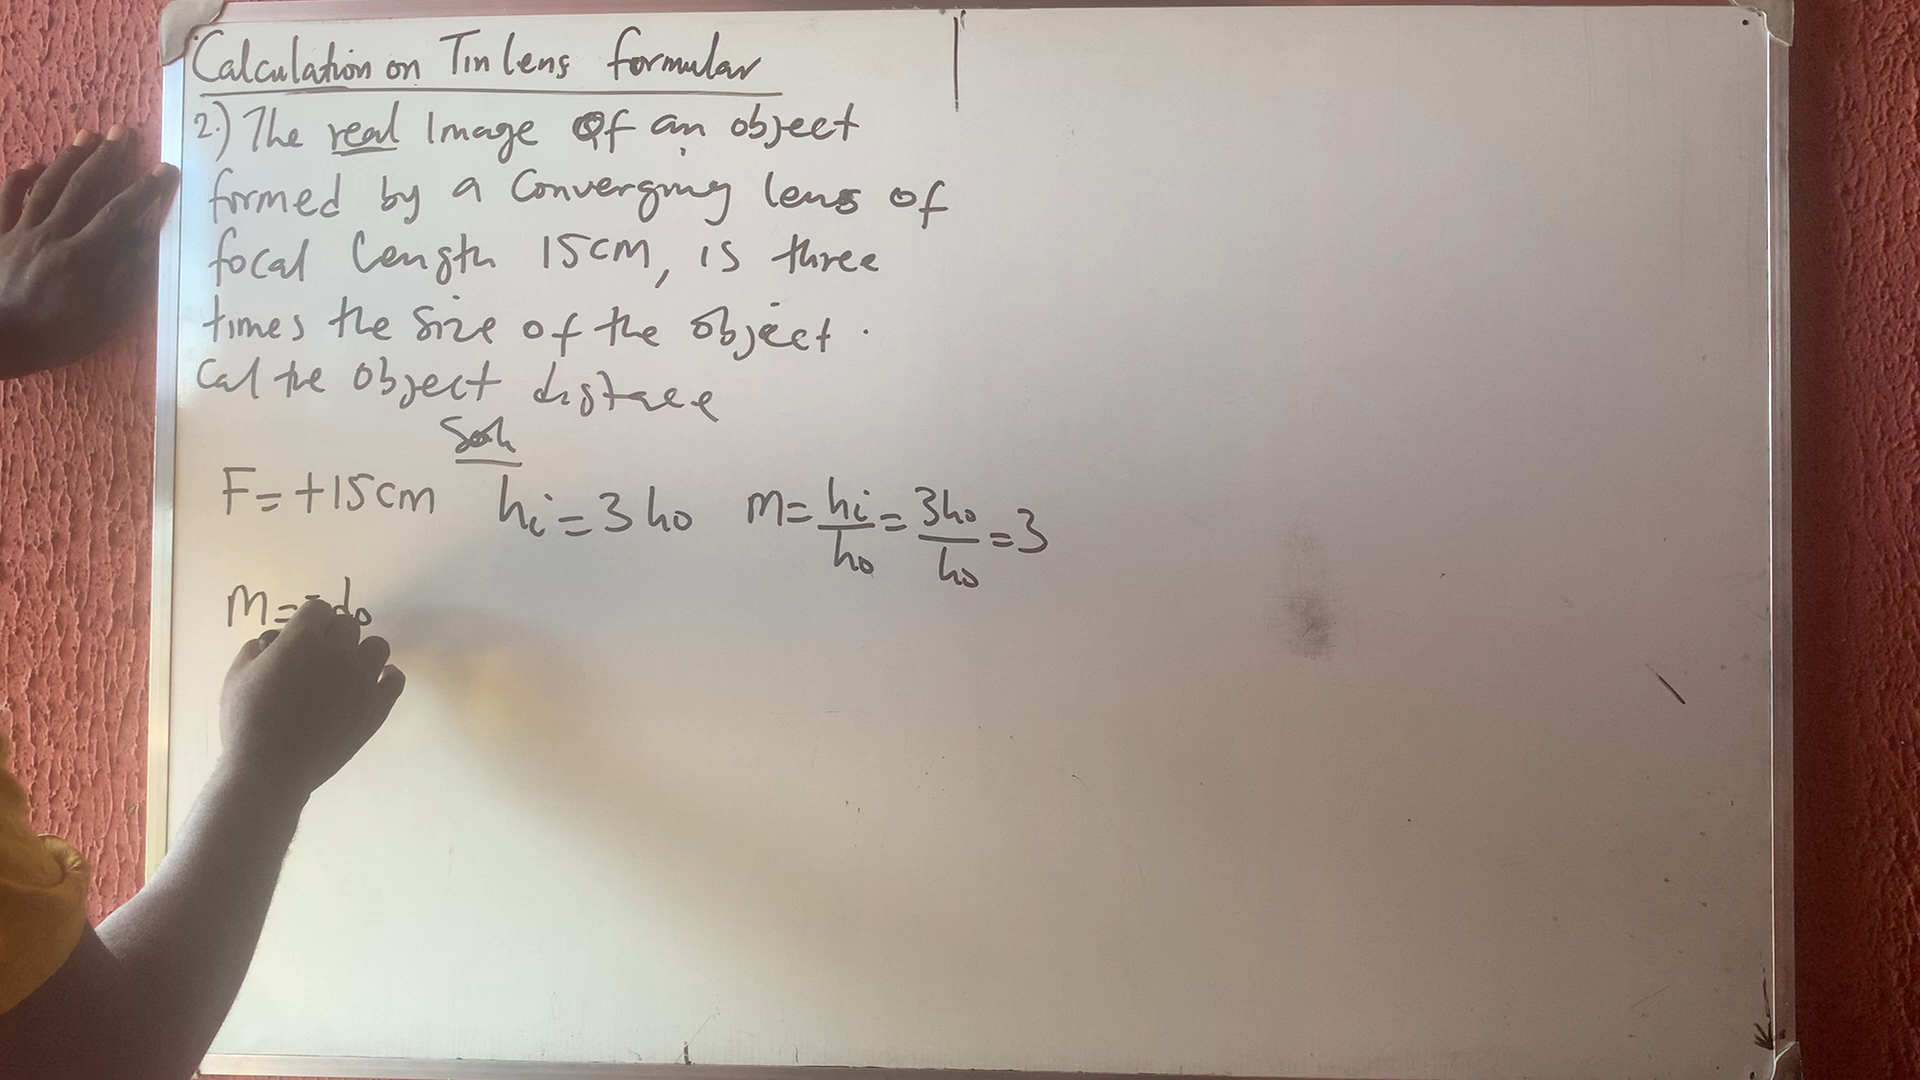 Calculation on Tin lens formular
2.) The real Image Of an object
formed by a Converging lens of
focal Length 15cm, is three
times the size of the object.
Cal the object distace
Soln
F=+15cm hi=3ho M=hi/ho=3ho/ho=3
M= do